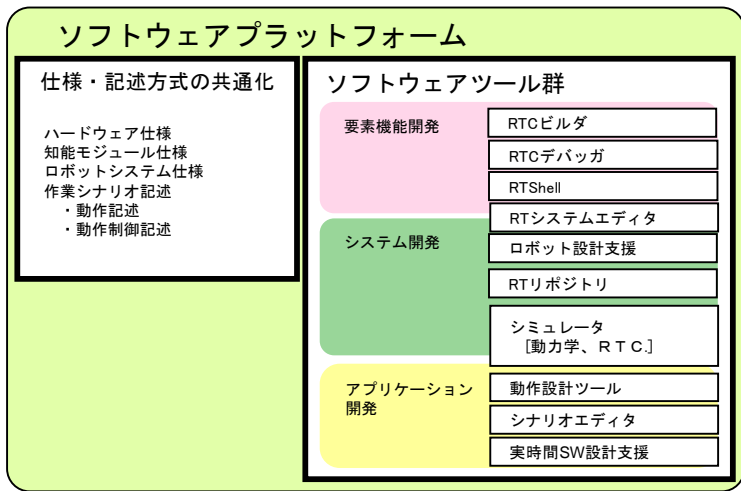 ソフトウェアプラットフォーム
仕様・記述方式の共通化
ハードウェア仕様
知能モジュール仕様
ロボットシステム仕様
作業シナリオ記述
・動作記述
・動作制御記述
ソフトウェアツール群
要素機能開発
RTCビルダ
RTCデバッガ
RTShell
RTシステムエディタ
システム開発
ロボット設計支援
RTリポジトリ
シミュレータ
［動力学、ＲＴＣ.］
アプリケーション
開発
動作設計ツール
シナリオエディタ
実時間SW設計支援